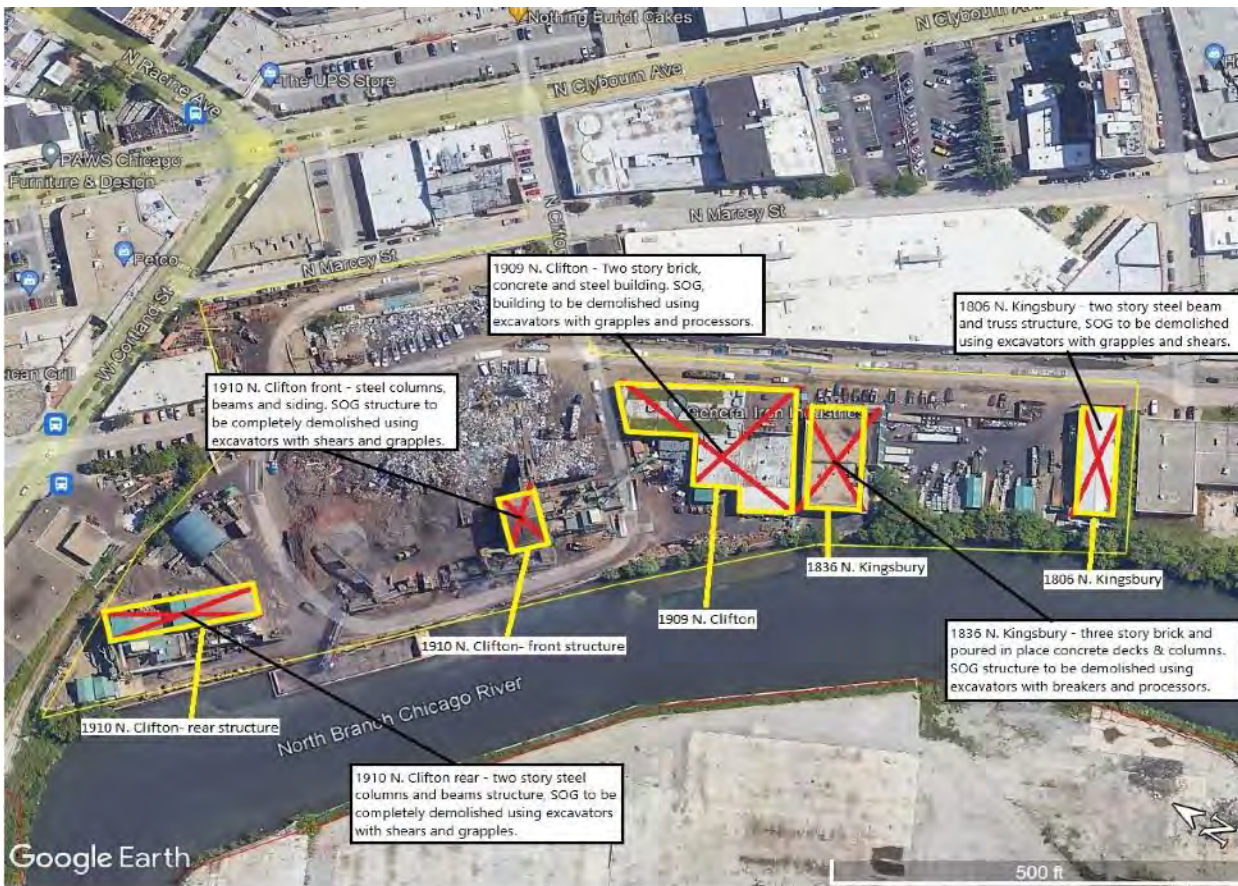 Nothing Bundt Cakes
N Clybourn Ave
N Racine Ave
The UPS Store
N Clybourn Ave
PAWS Chicago
Furniture & Design
N Marcey St
N Clifton
Petco
N Marcey St
W Cortland St
1909 N. Clifton - Two story brick,
concrete and steel building. SOG,
building to be demolished using
excavators with grapples and processors.
1806 N. Kingsbury - two story steel beam
and truss structure, SOG to be demolished
using excavators with grapples and shears.
ican Grill
1910 N. Clifton front - steel columns,
beams and siding. SOG structure to
be completely demolished using
excavators with shears and grapples.
General Iron Industries
1836 N. Kingsbury
1806 N. Kingsbury
1909 N. Clifton
1910 N. Clifton- front structure
1836 N. Kingsbury - three story brick and
poured in place concrete decks & columns.
SOG structure to be demolished using
excavators with breakers and processors.
North Branch Chicago River
1910 N. Clifton- rear structure
1910 N. Clifton rear - two story steel
columns and beams structure, SOG to be
completely demolished using excavators
with shears and grapples.
N
Google Earth
500 ft